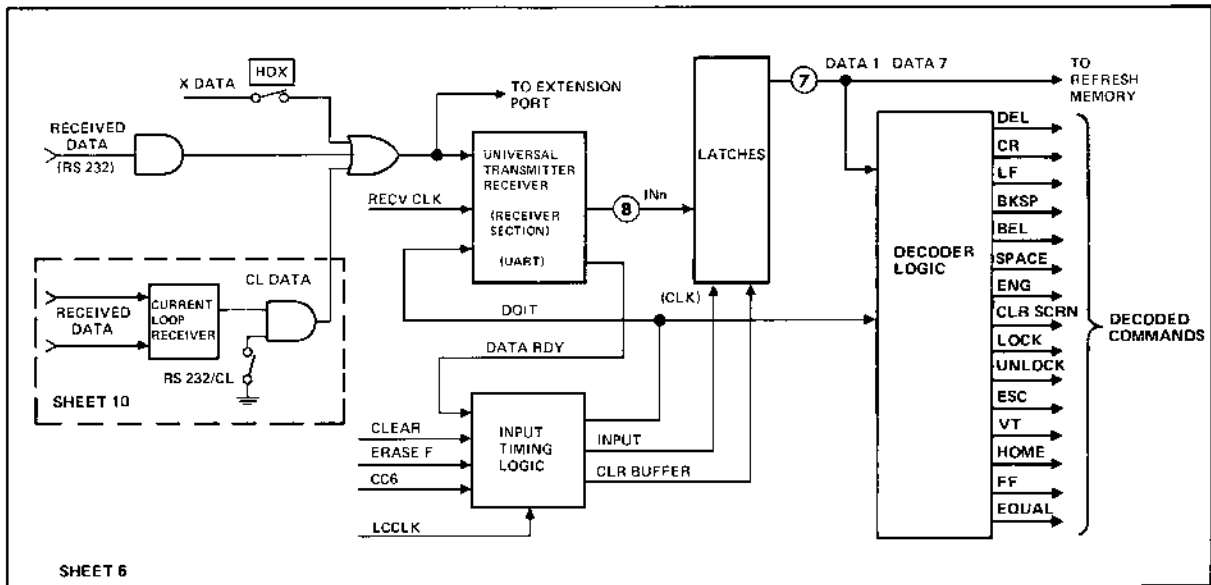 HDX
X DATA
RECEIVED
DATA
(RS 232)
TO EXTENSION
PORT
RECV CLK
UNIVERSAL
TRANSMITTER
RECEIVER
(RECEIVER
SECTION)
(UART)
8
INn
LATCHES
7
DATA 1 DATA 7
TO
REFRESH
MEMORY
DECODER
LOGIC
DEL
CR
LF
BKSP
BEL
SPACE
ENG
CLR SCRN
LOCK
UNLOCK
ESC
VT
HOME
FF
EQUAL
DECODED
COMMANDS
CL DATA
RECEIVED
DATA
CURRENT
LOOP
RECEIVER
RS 232/CL
SHEET 10
DOIT
(CLK)
DATA RDY
CLEAR
ERASE F
CC6
LCCLK
INPUT
TIMING
LOGIC
INPUT
CLR BUFFER
SHEET 6